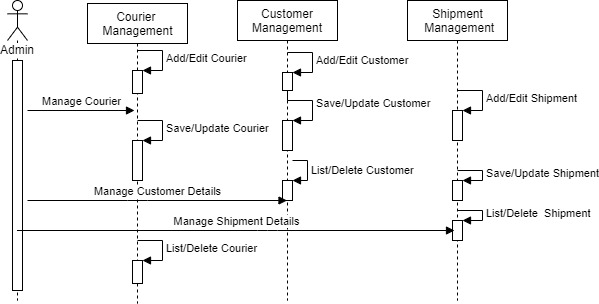 Courier
Management
Customer
Management
Shipment
Management
Admin
Add/Edit Courier
Add/Edit Customer
Manage Courier
Save/Update Customer
Add/Edit Shipment
Save/Update Courier
List/Delete Customer
Save/Update Shipment
Manage Customer Details
List/Delete Shipment
Manage Shipment Details
List/Delete Courier